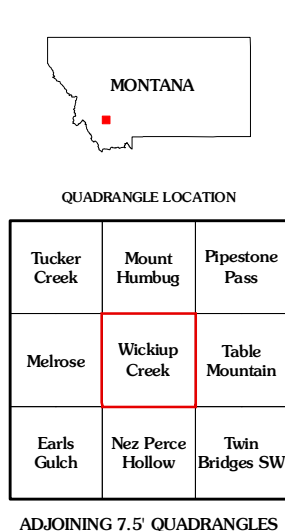 MONTANA
QUADRANGLE LOCATION
Tucker Creek
Mount Humbug
Pipestone Pass
Melrose
Wickiup Creek
Table Mountain
Earls Gulch
Nez Perce Hollow
Twin Bridges SW
ADJOINING 7.5' QUADRANGLES